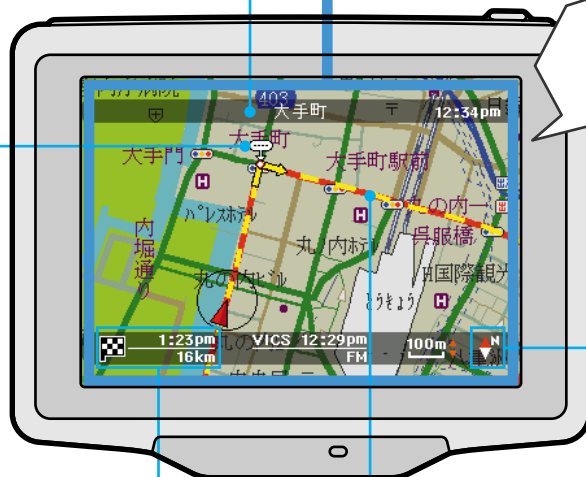 403
大手町
〒
12:34pm
大手町
大手門
大手町駅前
H
パレスホテル
H
丸の内一
内堀通り
呉服橋
丸ノ内ホテル
丸の内ビル
国際観光
とうきょう
H
1:23pm
16km
VICS 12:29pm
FM
100m
N